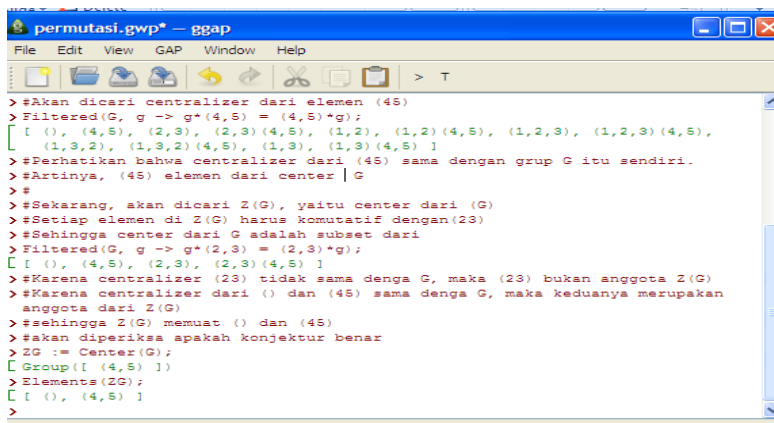 permutasi.gwp* — ggap
File Edit View GAP Window Help
> T
> #Akan dicari centralizer dari elemen (45)
> Filtered(G, g -> g*(4,5) = (4,5)*g);
[ (), (4,5), (2,3), (2,3)(4,5), (1,2), (1,2)(4,5), (1,2,3), (1,2,3)(4,5),
(1,3,2), (1,3,2)(4,5), (1,3), (1,3)(4,5) ]
> #Perhatikan bahwa centralizer dari (45) sama dengan grup G itu sendiri.
> #Artinya, (45) elemen dari center G
> #
> #Sekarang, akan dicari Z(G), yaitu center dari (G)
> #Setiap elemen di Z(G) harus komutatif dengan(23)
> #Sehingga center dari G adalah subset dari
> Filtered(G, g -> g*(2,3) = (2,3)*g);
[ (), (4,5), (2,3), (2,3)(4,5) ]
> #Karena centralizer (23) tidak sama denga G, maka (23) bukan anggota Z(G)
> #Karena centralizer dari () dan (45) sama denga G, maka keduanya merupakan
anggota dari Z(G)
> #sehingga Z(G) memuat () dan (45)
> #akan diperiksa apakah konjektur benar
> ZG := Center(G);
Group([ (4,5) ])
> Elements(ZG);
[ (), (4,5) ]
>